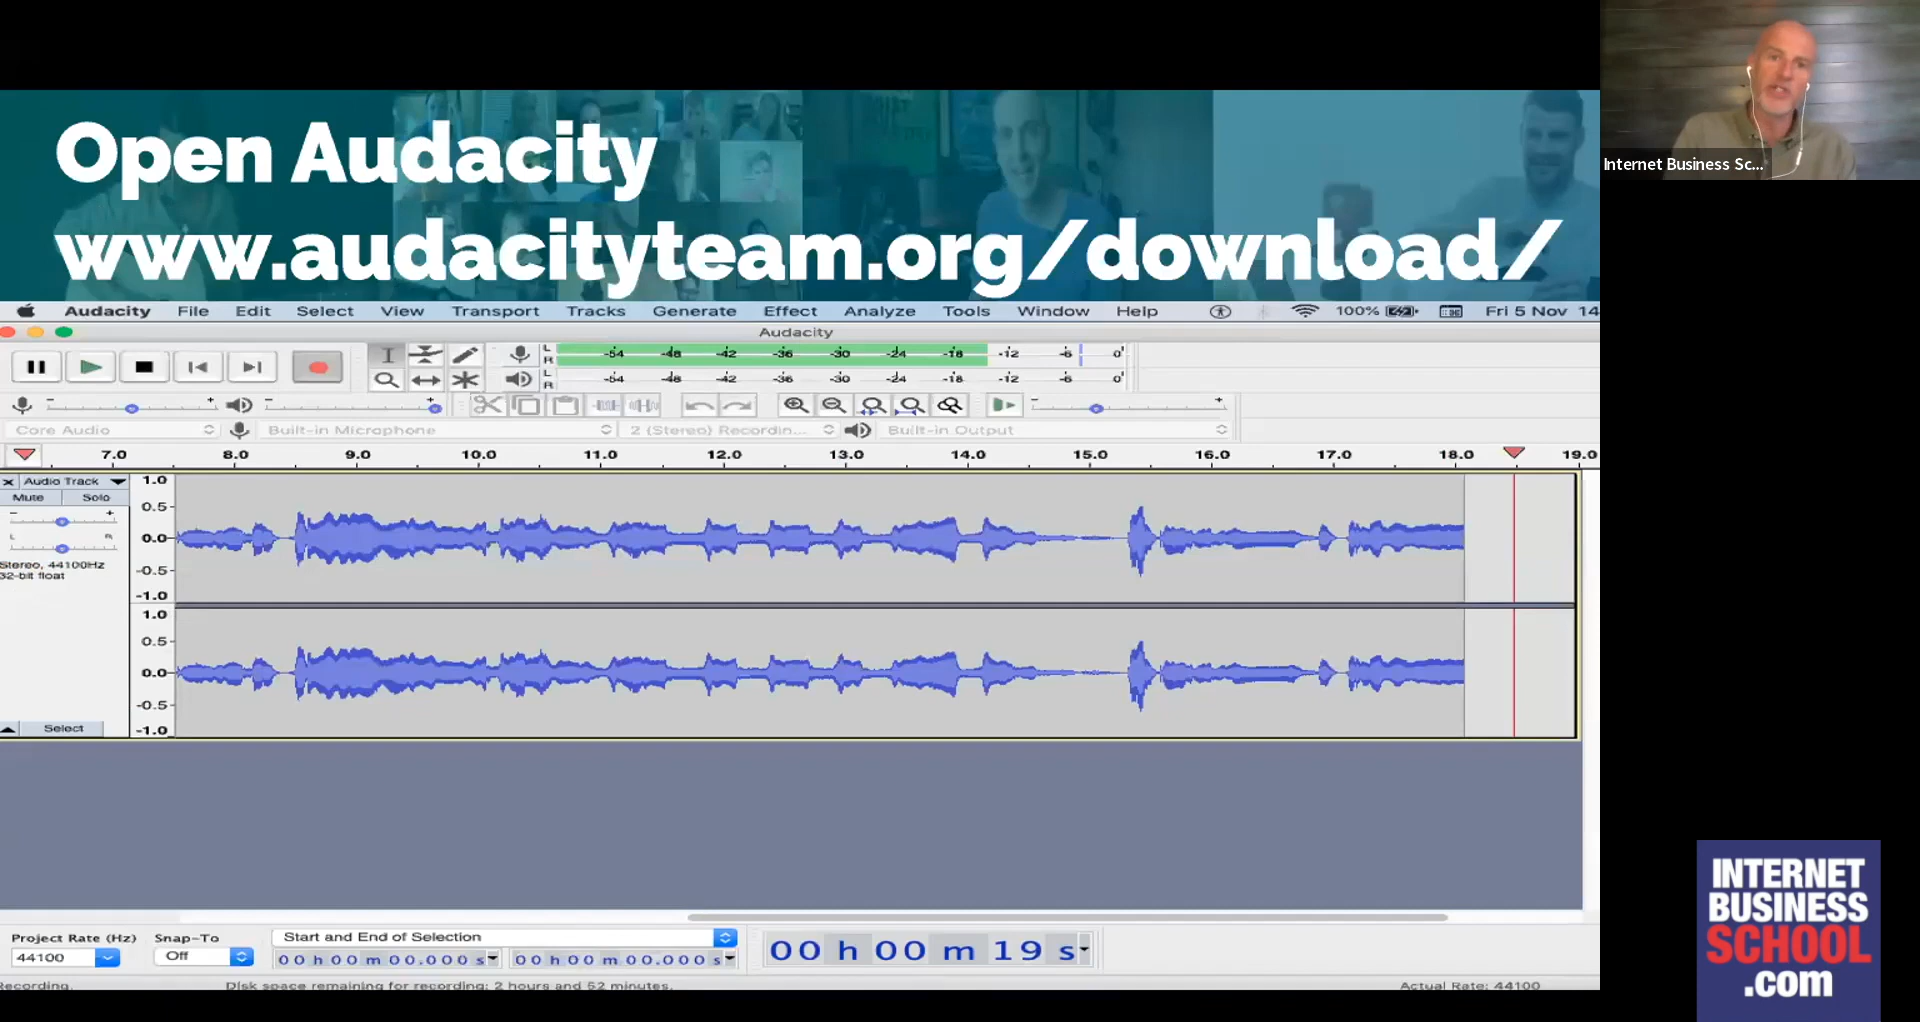 Open Audacity
www.audacityteam.org/download/
Internet Business Sc...
Audacity File Edit Select View Transport Tracks Generate Effect Analyze Tools Window Help 100% Fri 5 Nov 14
Audacity
L R -54 -48 -42 -36 -30 -24 -18 -12 -6 0
L R -54 -48 -42 -36 -30 -24 -18 -12 -6 0
Core Audio Built-in Microphone 2 (Stereo) Recordin... Built-in Output
7.0 8.0 9.0 10.0 11.0 12.0 13.0 14.0 15.0 16.0 17.0 18.0 19.0
Audio Track
Mute Solo
- +
L R
Stereo, 44100Hz
32-bit float
Select
1.0
0.5
0.0
-0.5
-1.0
1.0
0.5
0.0
-0.5
-1.0
Project Rate (Hz) Snap-To Start and End of Selection
44100 Off 00 h 00 m 00.000 s 00 h 00 m 00.000 s
00 h 00 m 19 s
Recording. Disk space remaining for recording: 2 hours and 52 minutes. Actual Rate: 44100
INTERNET
BUSINESS
SCHOOL
.com